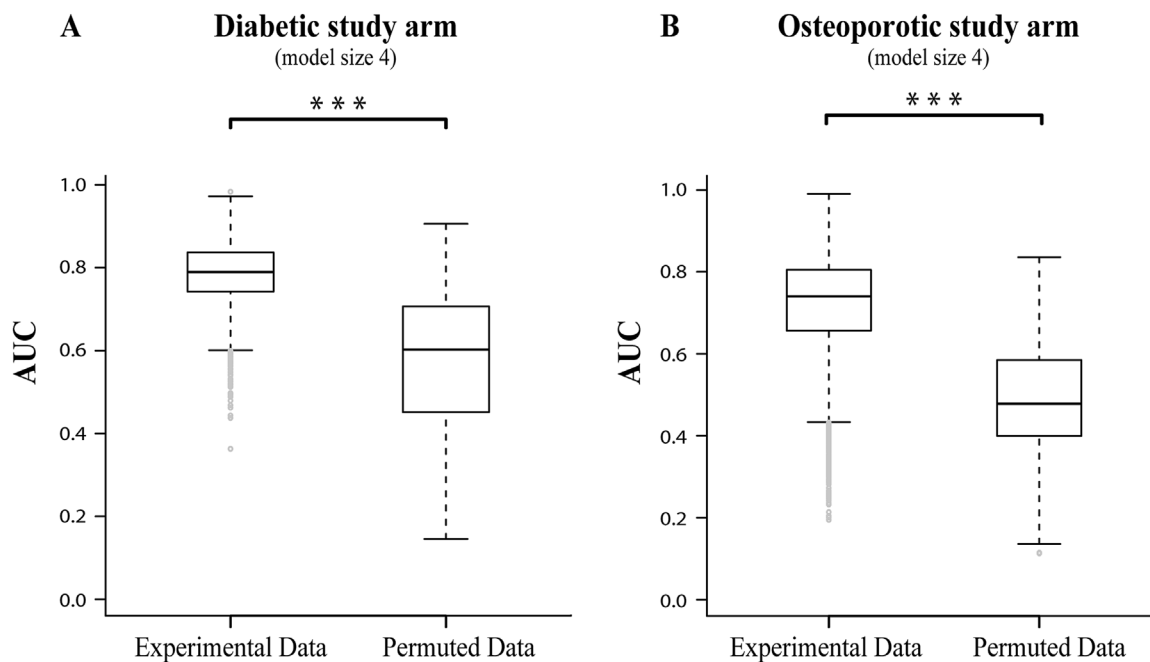 A
Diabetic study arm
(model size 4)
* * *
AUC
1.0
0.8
0.6
0.4
0.2
0.0
Experimental Data
Permuted Data
B
Osteoporotic study arm
(model size 4)
* * *
AUC
1.0
0.8
0.6
0.4
0.2
0.0
Experimental Data
Permuted Data